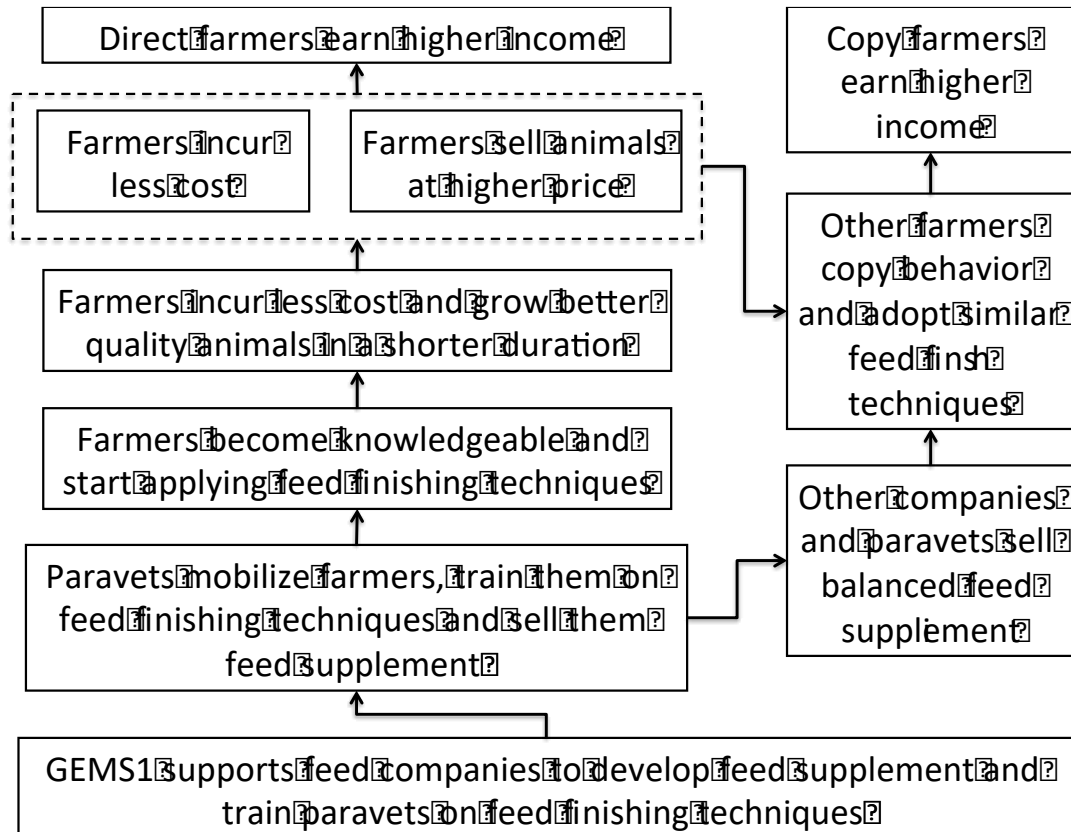 Direct farmers earn higher income
Farmers incur
less cost
Farmers sell animals
at higher price
Farmers incur less cost and grow better
quality animals in a shorter duration
Farmers become knowledgeable and
start applying feed finishing techniques
Paravets mobilize farmers, train them on
feed finishing techniques and sell them
feed supplement
GEMS1 supports feed companies to develop feed supplement and
train paravets on feed finishing techniques
Copy farmers
earn higher
income
Other farmers
copy behavior
and adopt similar
feed finsh
techniques
Other companies
and paravets sell
balanced feed
supplement